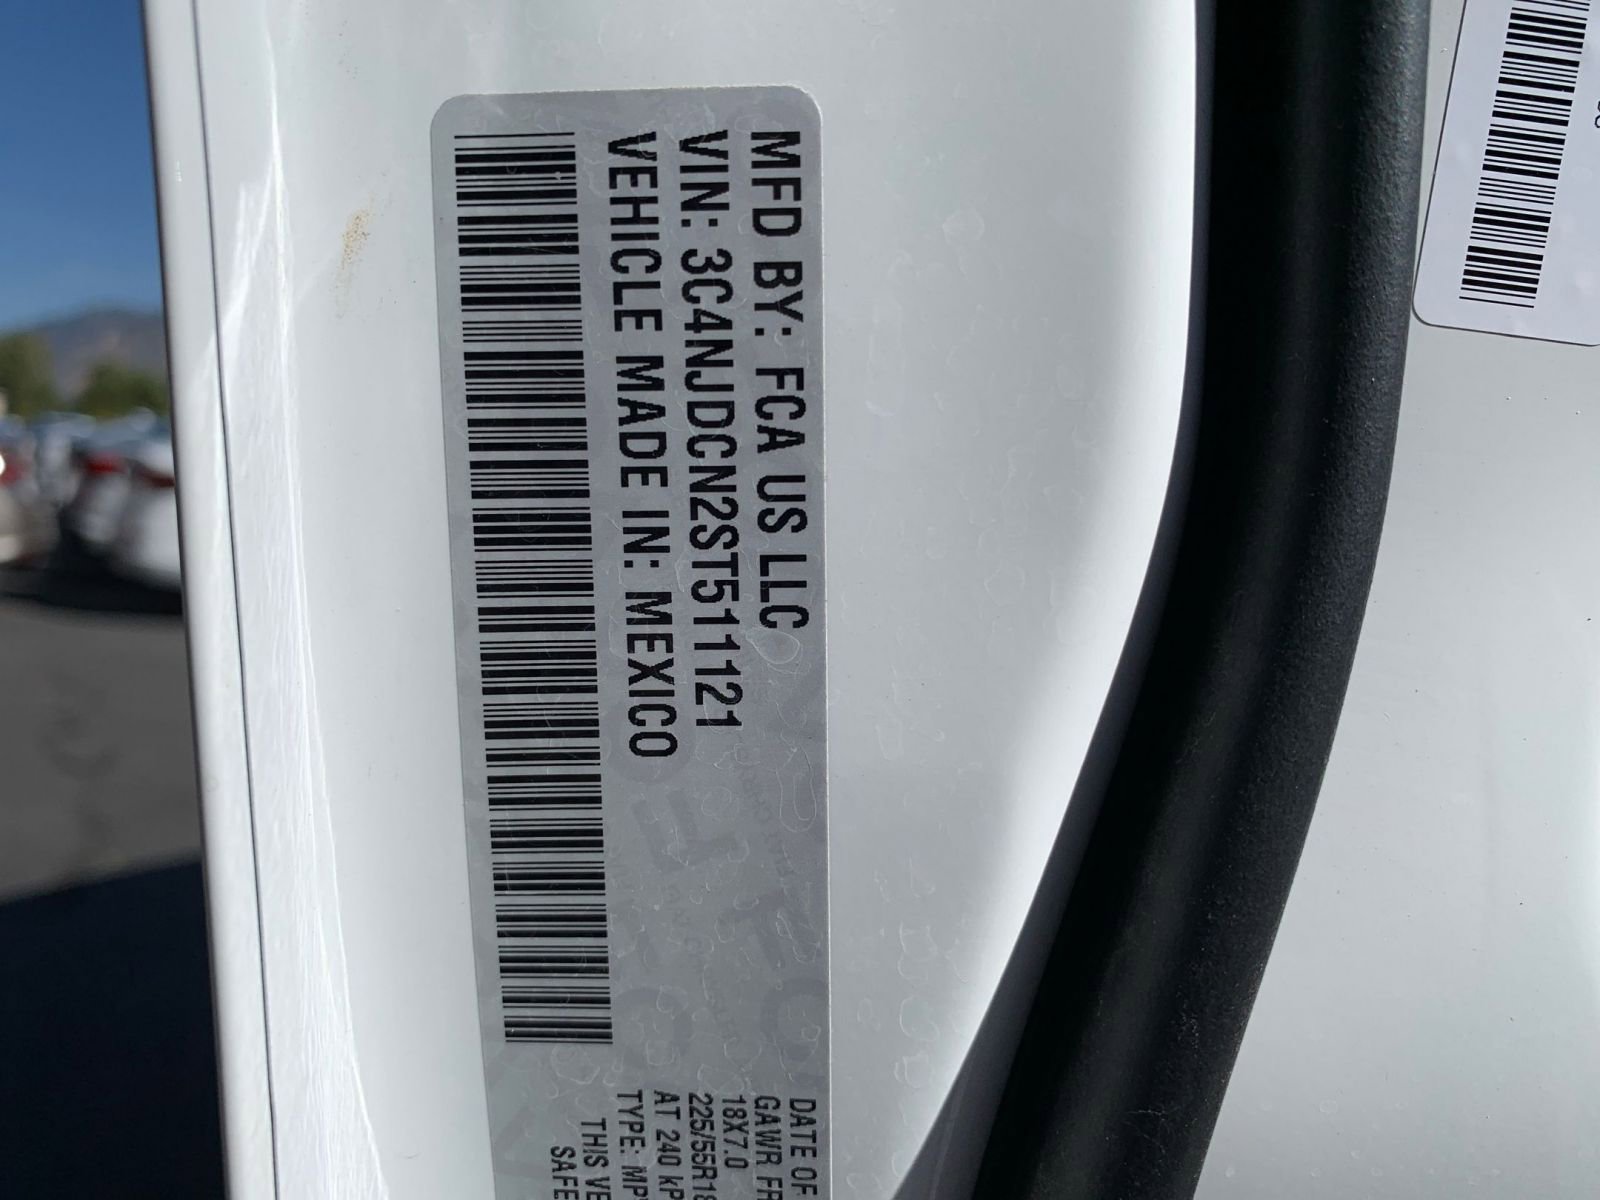 MFD BY: FCA US LLC
VIN: 3C4NJDCN2ST511121
VEHICLE MADE IN: MEXICO
DATE OF
GAWR FR
18X7.0
225/55R18
AT 240 kP
TYPE: MP
THIS VE
SAFE